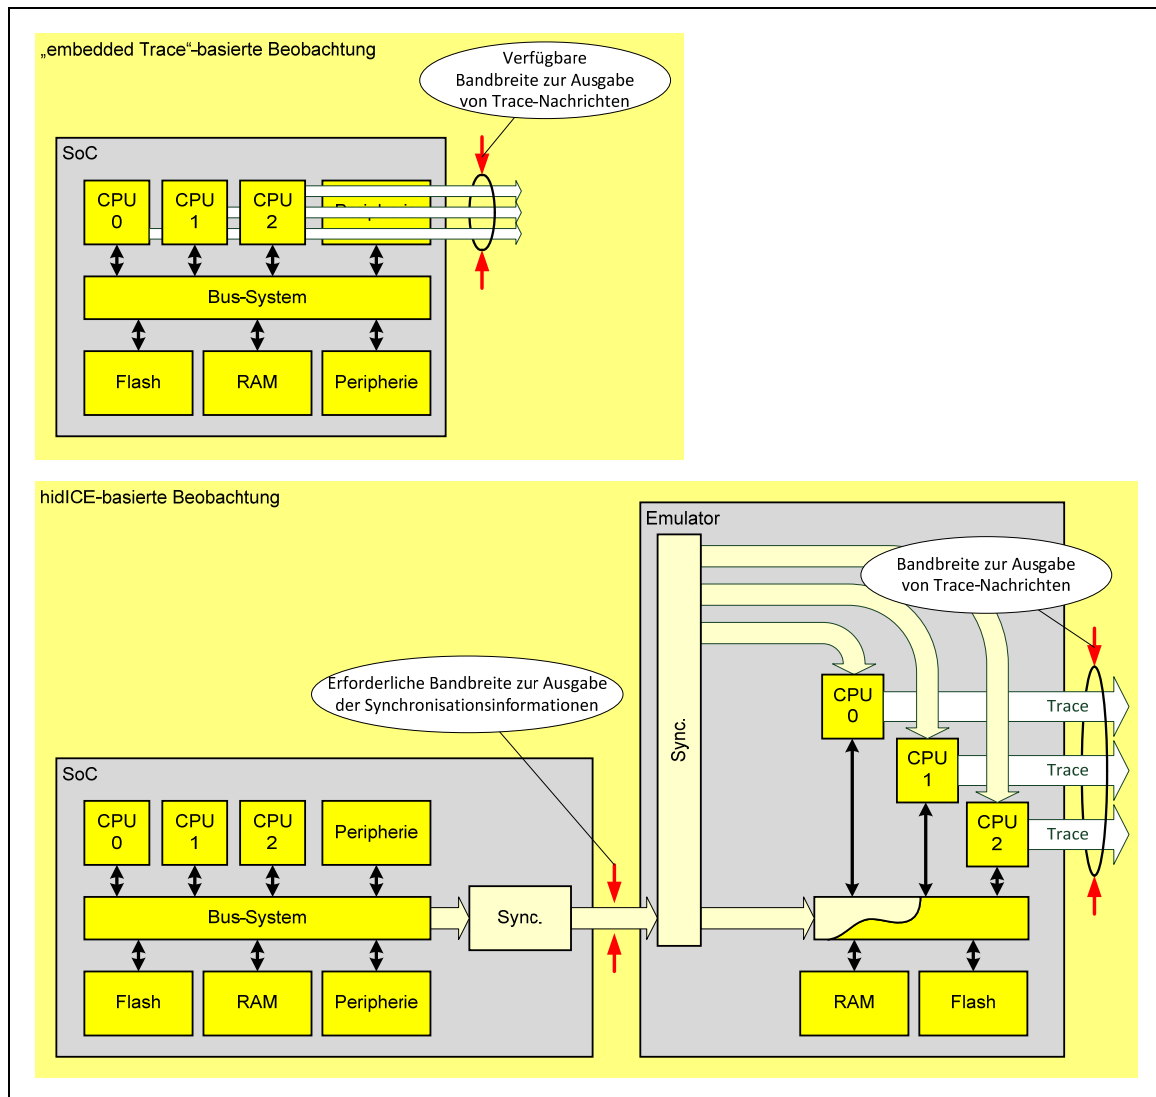 „embedded Trace“-basierte Beobachtung
Verfügbare
Bandbreite zur Ausgabe
von Trace-Nachrichten
SoC
CPU
0
CPU
1
CPU
2
Bus-System
Flash
RAM
Peripherie
hidICE-basierte Beobachtung
Emulator
Bandbreite zur Ausgabe
von Trace-Nachrichten
Erforderliche Bandbreite zur Ausgabe
der Synchronisationsinformationen
Sync.
CPU
0
Trace
CPU
1
Trace
CPU
2
Trace
SoC
CPU
0
CPU
1
CPU
2
Peripherie
Bus-System
Sync.
Flash
RAM
Peripherie
RAM
Flash